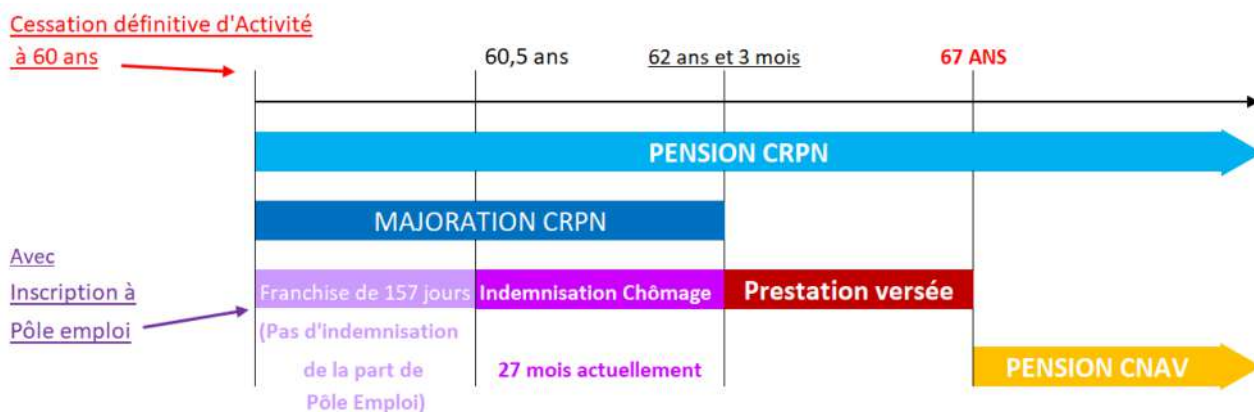 Cessation définitive d'Activité
à 60 ans
60,5 ans
62 ans et 3 mois
67 ANS
PENSION CRPN
MAJORATION CRPN
Avec
Inscription à
Pôle emploi
Franchise de 157 jours
(Pas d'indemnisation
de la part de
Pôle Emploi)
Indemnisation Chômage
27 mois actuellement
Prestation versée
PENSION CNAV